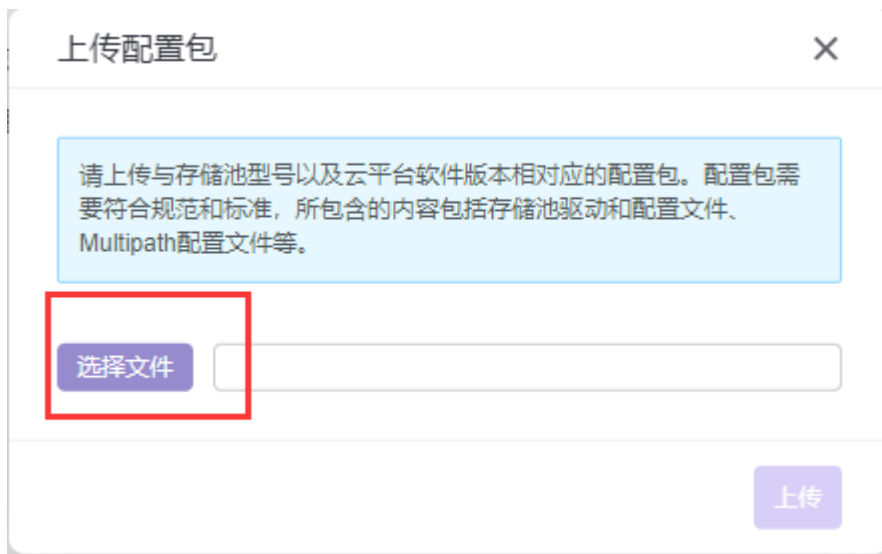 上传配置包
请上传与存储池型号以及云平台软件版本相对应的配置包。配置包需
要符合规范和标准，所包含的内容包括存储池驱动和配置文件、
Multipath配置文件等。
选择文件
上传